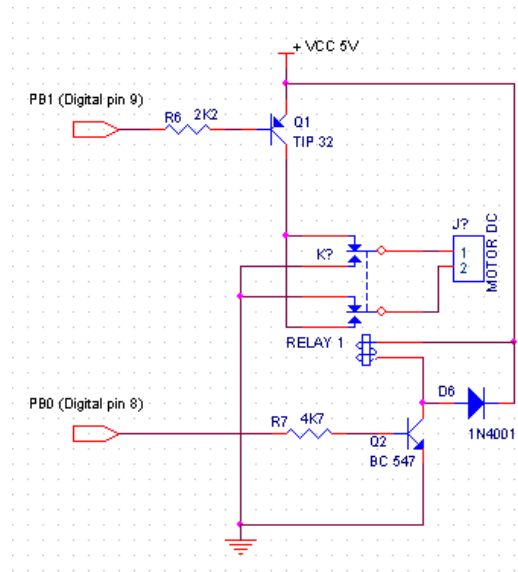 + VCC 5V
PB1 (Digital pin 9)
R6 2K2
Q1
TIP 32
J?
K?
1
2
MOTOR DC
RELAY 1
PB0 (Digital pin 8)
D6
R7 4K7
1N4001
Q2
BC 547